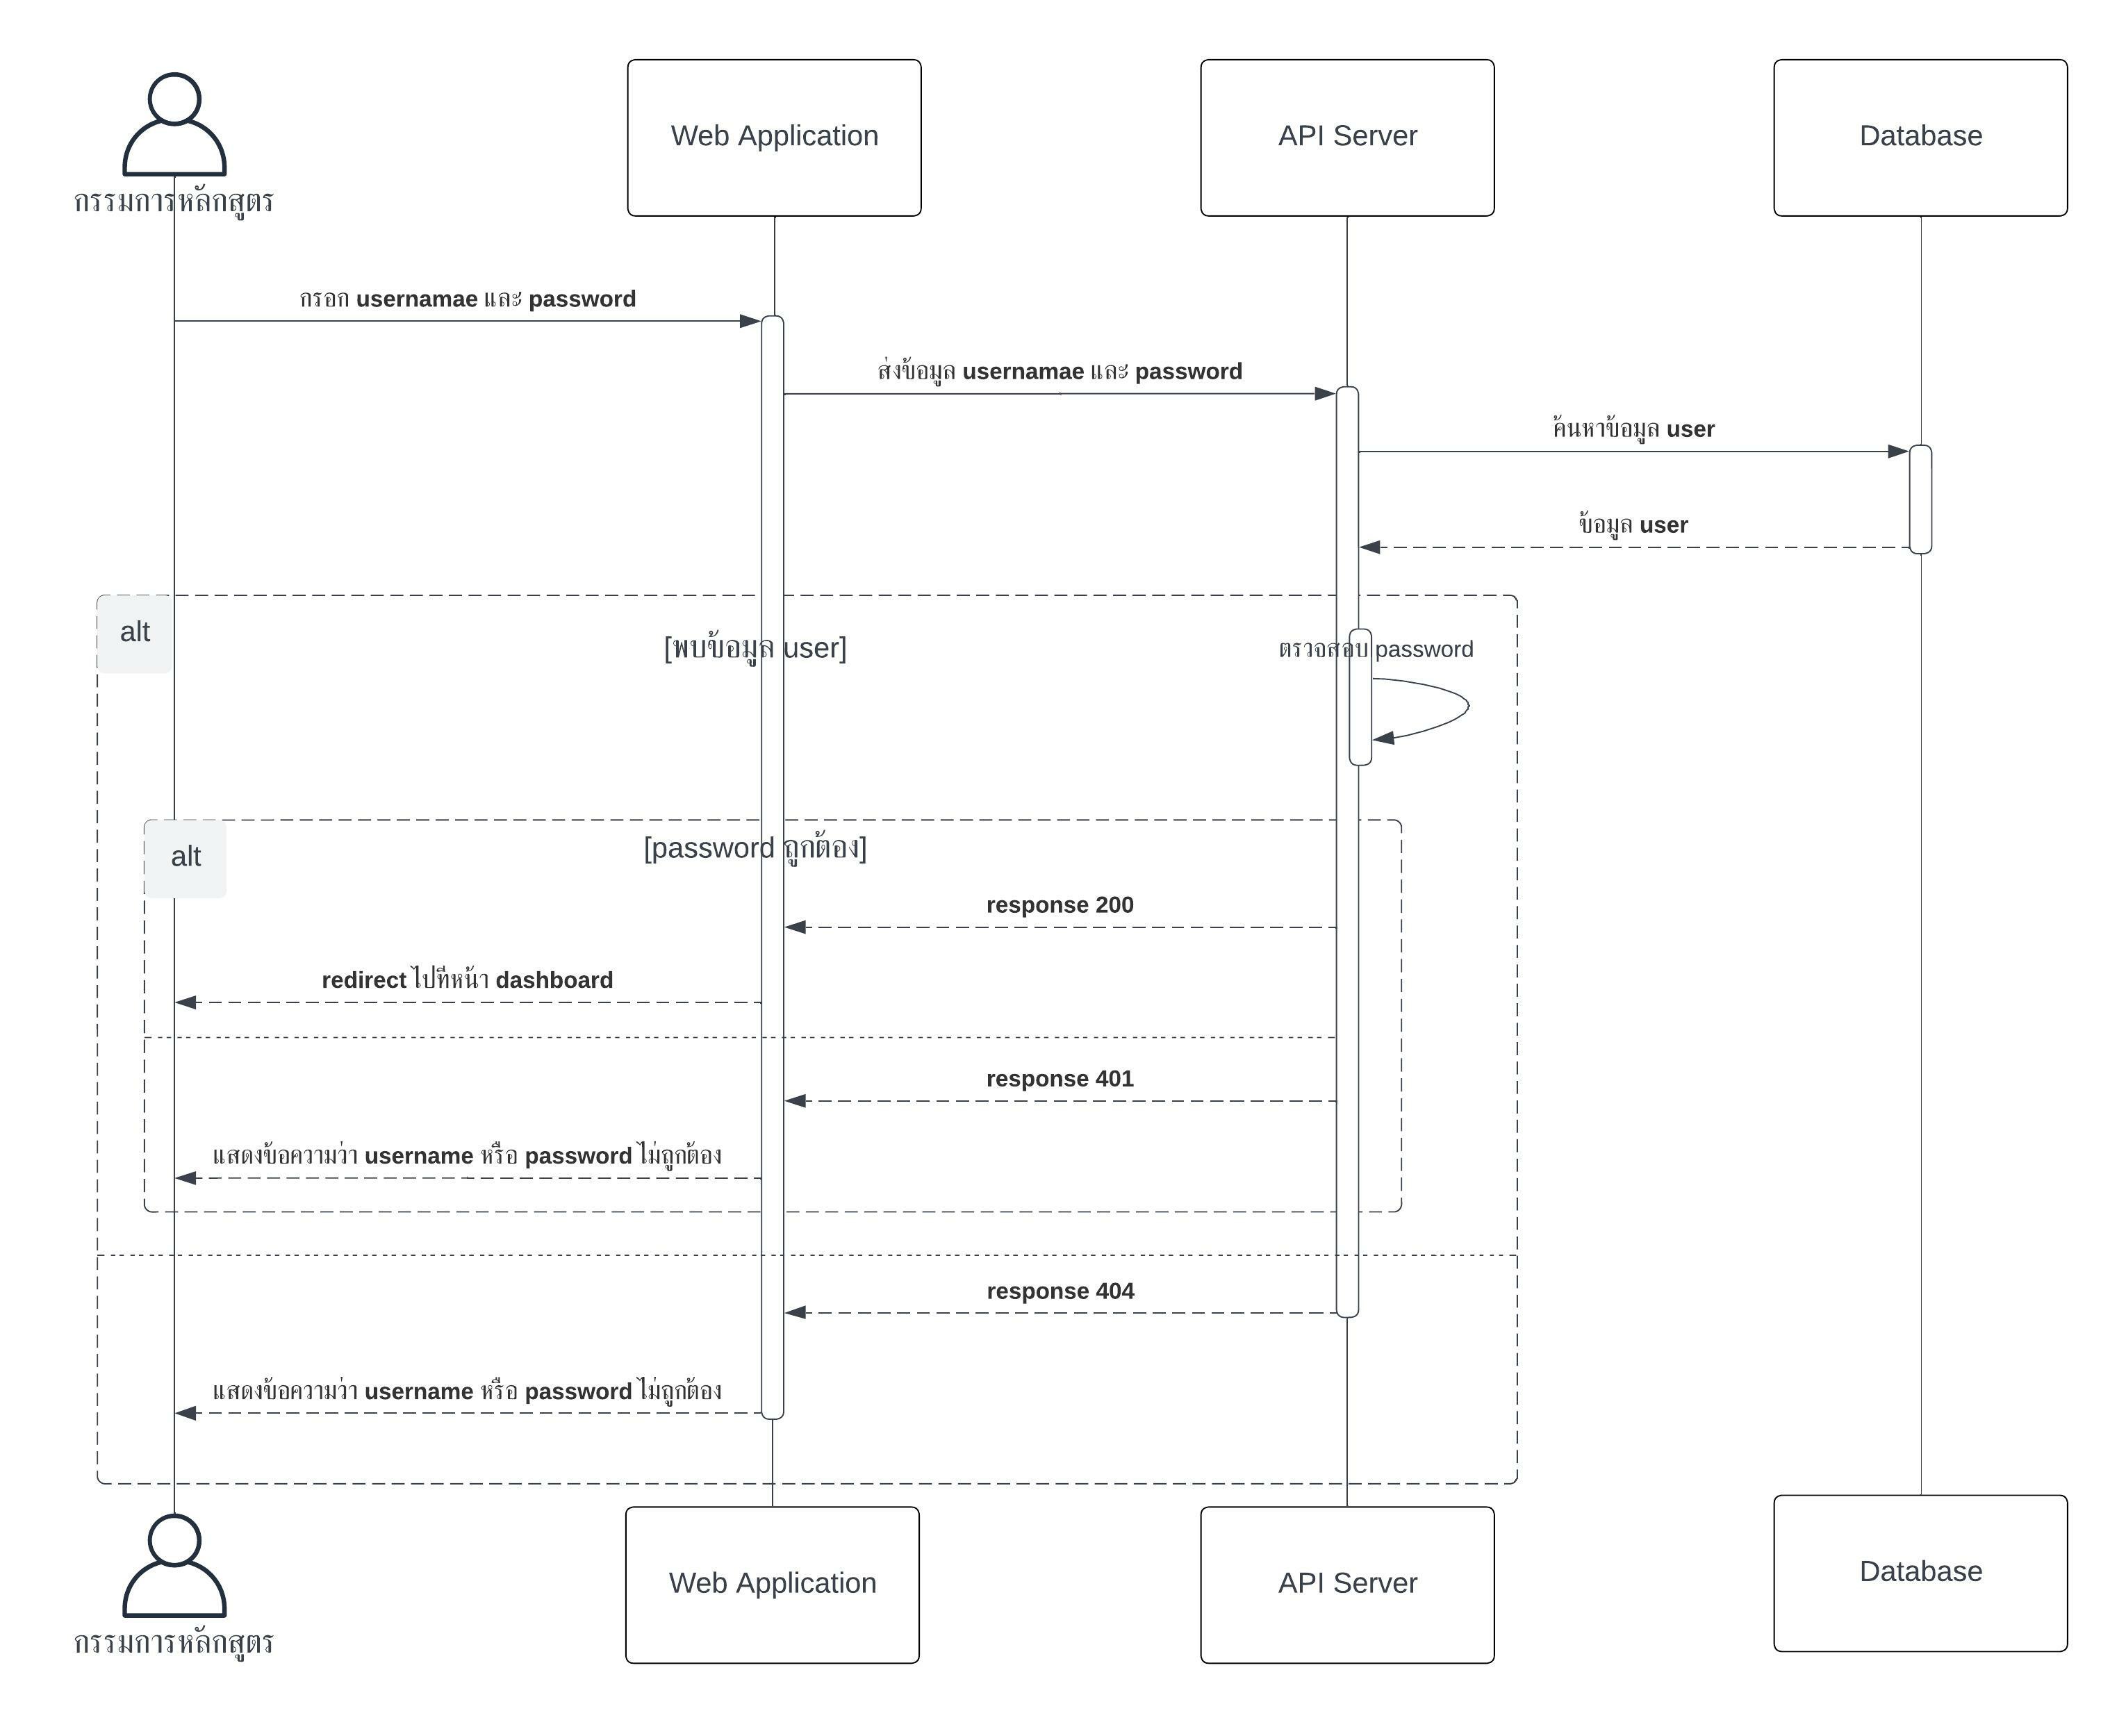 กรรมการหลักสูตร
Web Application
API Server
Database
กรอก usernamae และ password
ส่งข้อมูล usernamae และ password
ค้นหาข้อมูล user
ข้อมูล user
alt
[พบข้อมูล user]
ตรวจสอบ password
alt
[password ถูกต้อง]
response 200
redirect ไปที่หน้า dashboard
response 401
แสดงข้อความว่า username หรือ password ไม่ถูกต้อง
response 404
แสดงข้อความว่า username หรือ password ไม่ถูกต้อง
กรรมการหลักสูตร
Web Application
API Server
Database